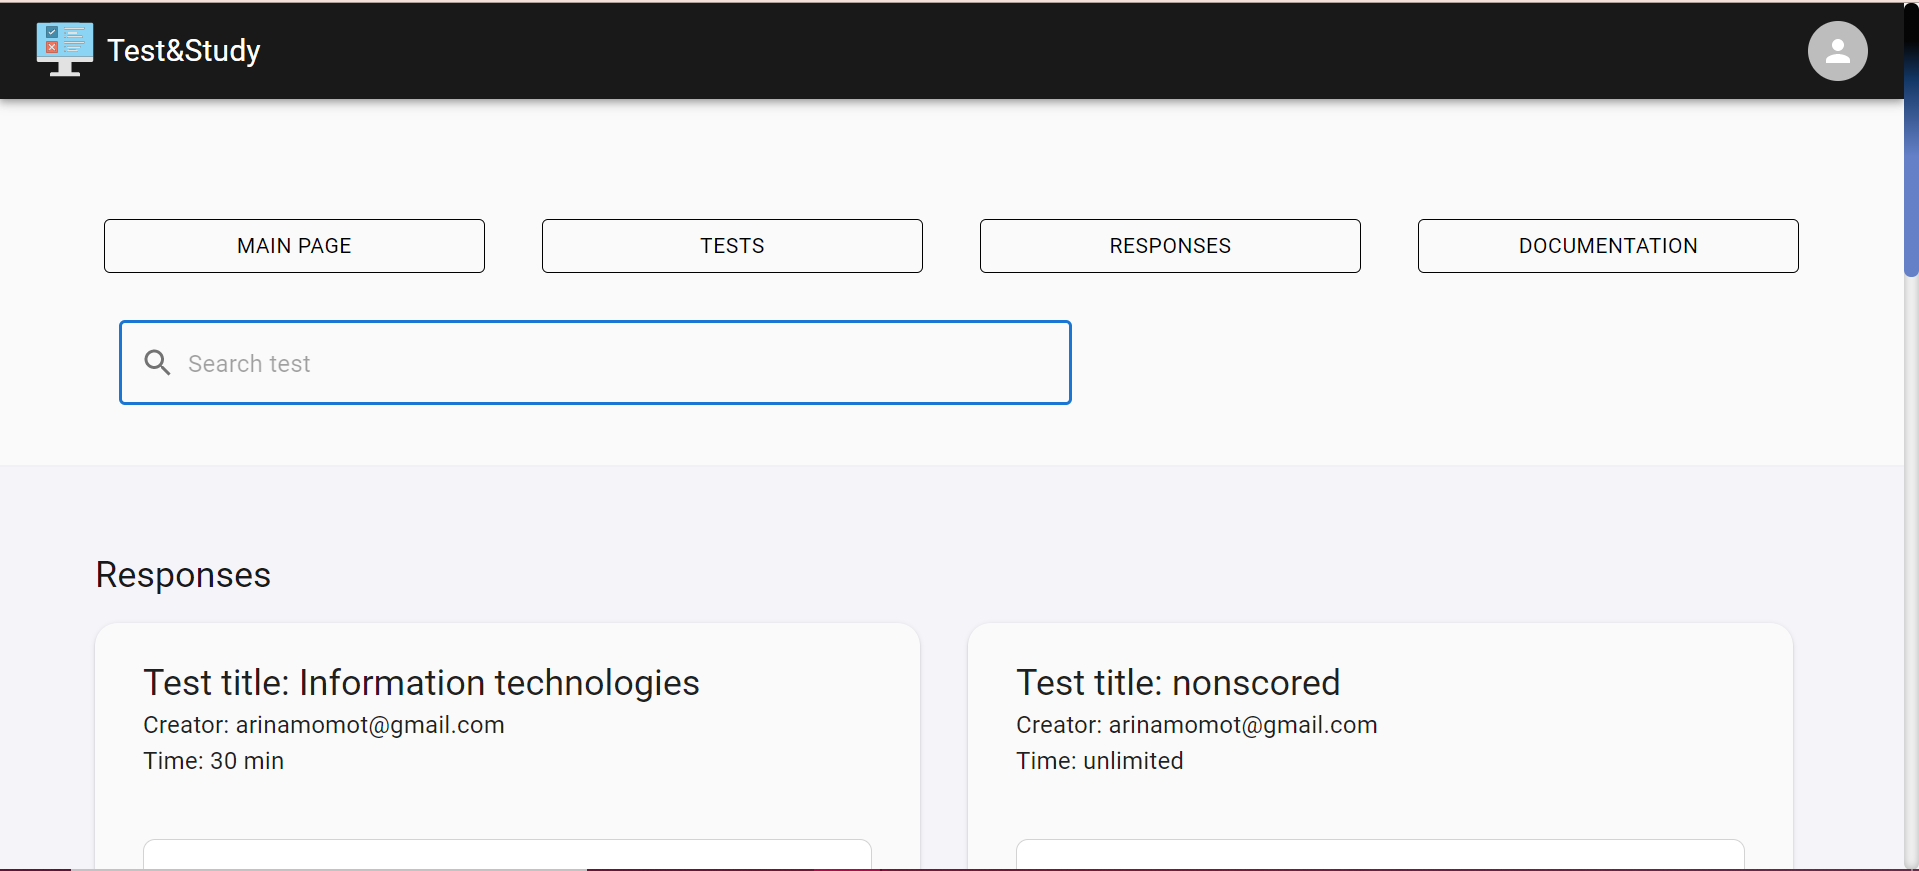 Test&Study
MAIN PAGE
TESTS
RESPONSES
DOCUMENTATION
Search test
Responses
Test title: Information technologies
Creator: arinamomot@gmail.com
Time: 30 min
Test title: nonscored
Creator: arinamomot@gmail.com
Time: unlimited